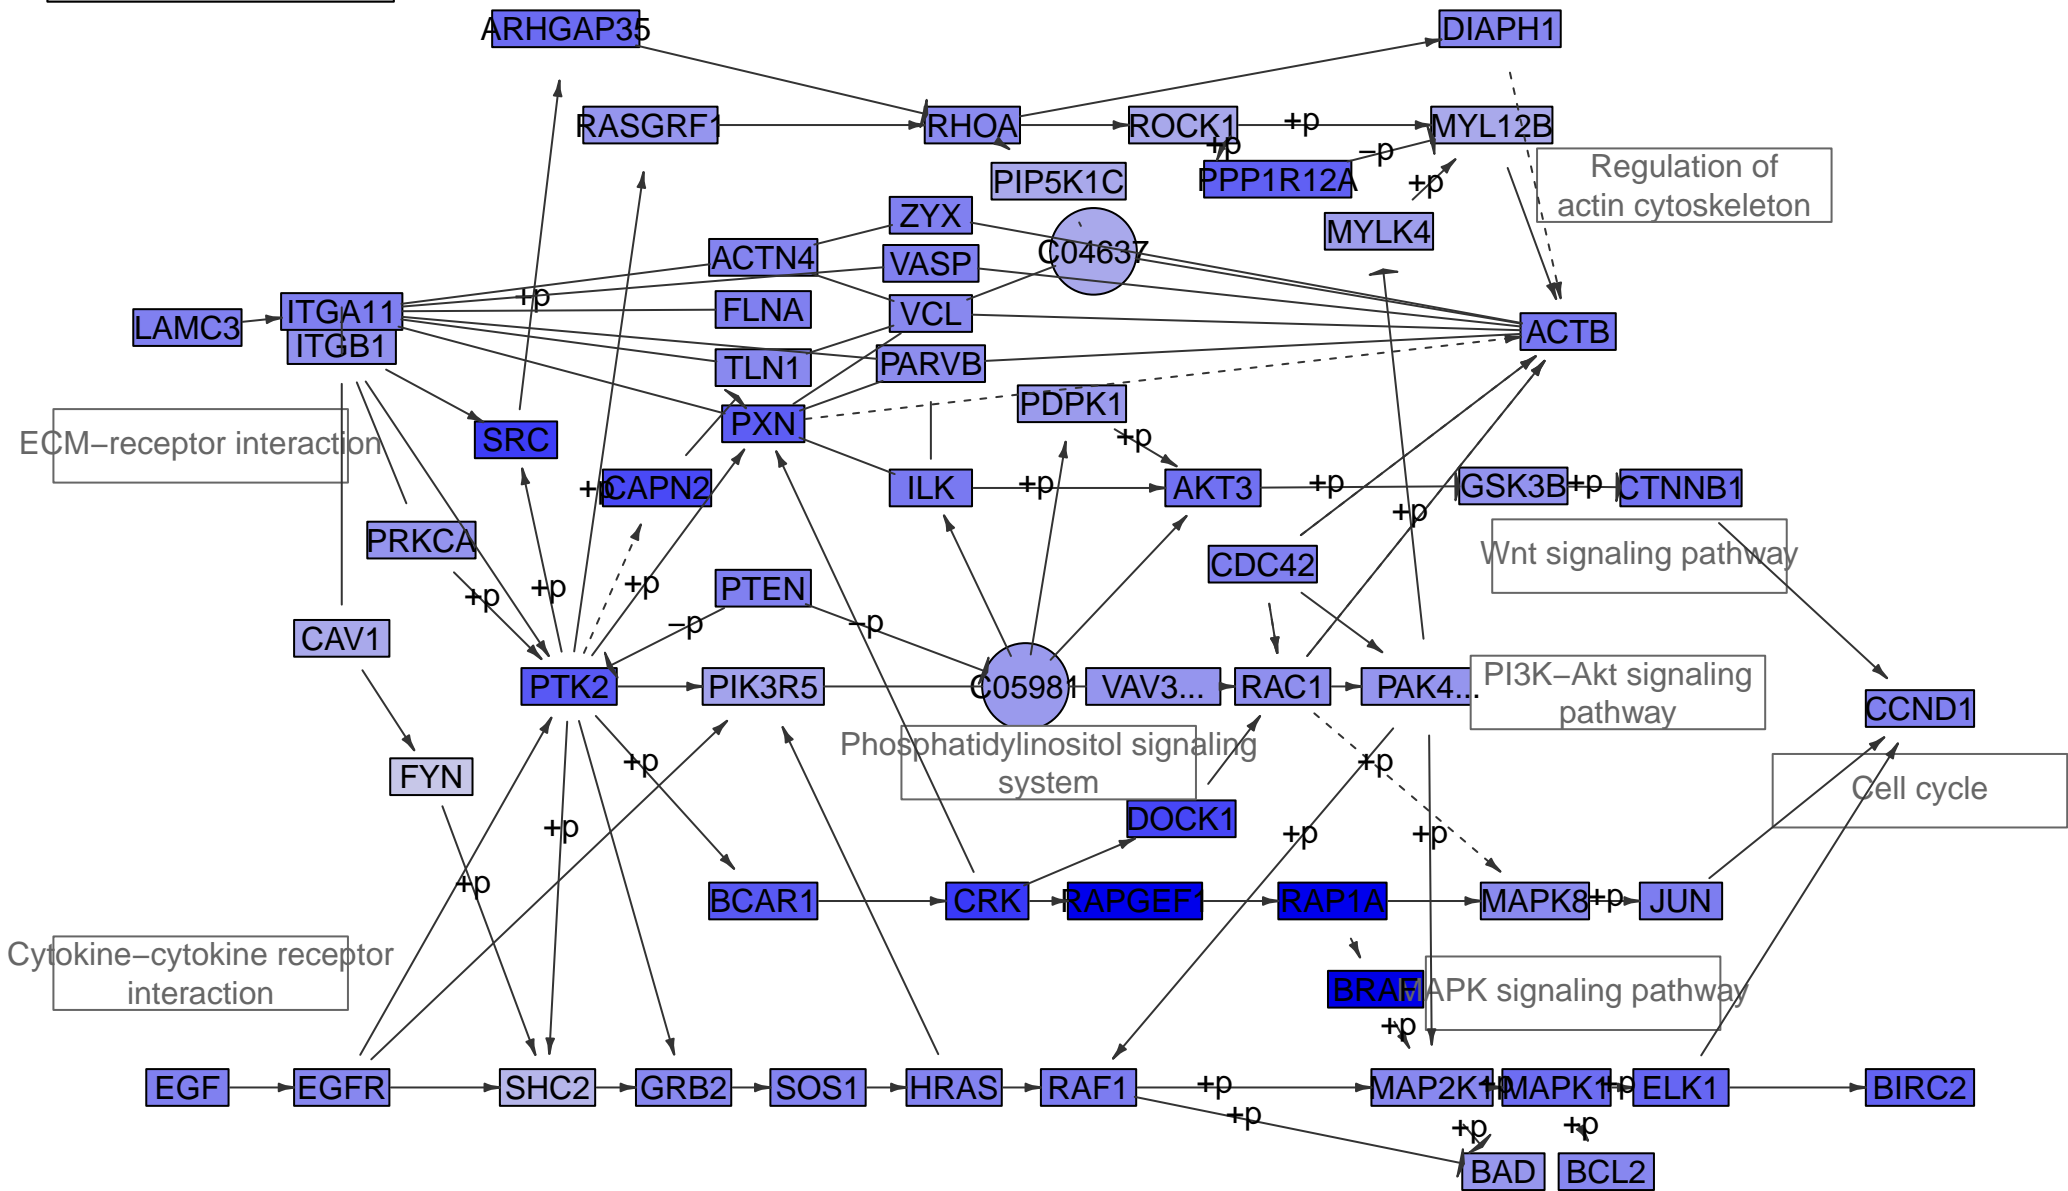 ARHGAP35
DIAPH1
RASGRF1
RHOA
ROCK1
+p
MYL12B
+p
−p
PIP5K1C
PPP1R12A
+p
Regulation of
actin cytoskeleton
ZYX
MYLK4
ACTN4
VASP
C04637
+p
LAMC3
ITGA11
FLNA
VCL
ACTB
ITGB1
TLN1
PARVB
PDPK1
ECM−receptor interaction
SRC
PXN
+p
+p
CAPN2
ILK
+p
AKT3
+p
GSK3B
+p
CTNNB1
+p
PRKCA
CDC42
Wnt signaling pathway
+p
+p
+p
PTEN
−p
−p
CAV1
PTK2
PIK3R5
C05981
VAV3...
RAC1
PAK4...
PI3K−Akt signaling
pathway
CCND1
FYN
+p
Phosphatidylinositol signaling
system
+p
Cell cycle
+p
DOCK1
+p
+p
+p
BCAR1
CRK
RAPGEF1
RAP1A
MAPK8
+p
JUN
Cytokine−cytokine receptor
interaction
BRAF
MAPK signaling pathway
+p
EGF
EGFR
SHC2
GRB2
SOS1
HRAS
RAF1
+p
MAP2K1
+p
MAPK1
+p
ELK1
BIRC2
+p
+p
+p
BAD
BCL2